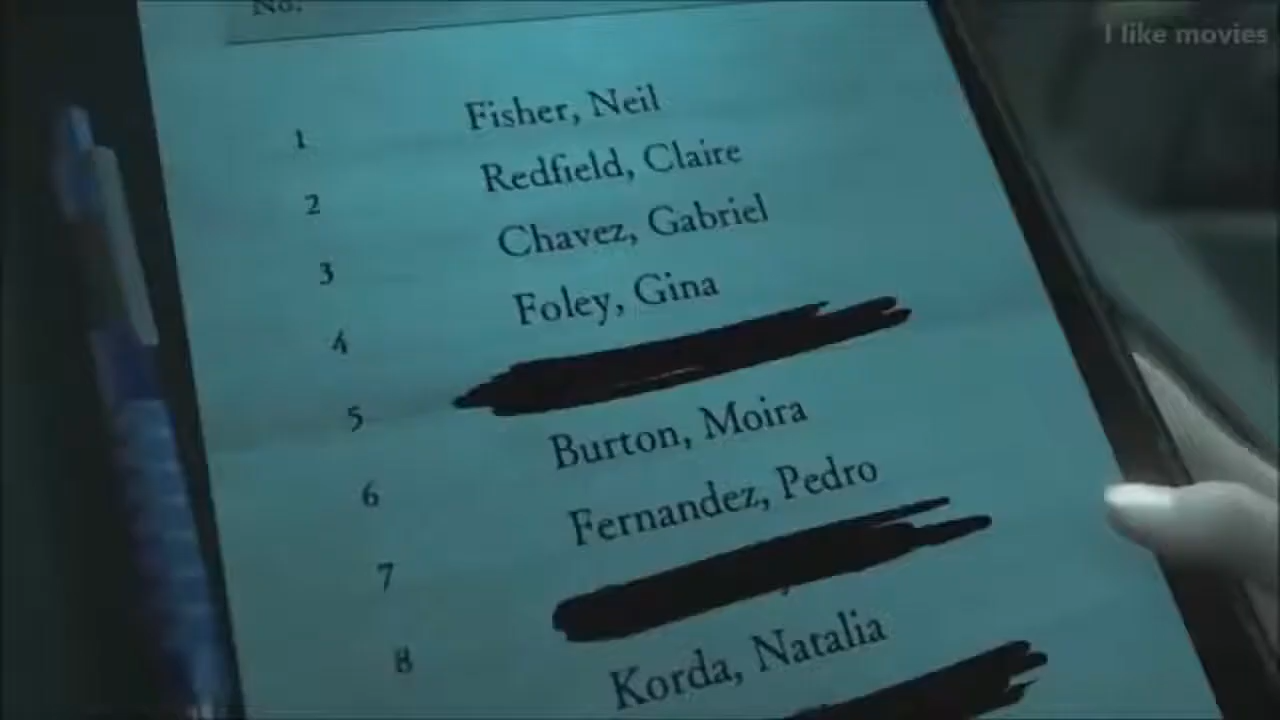 No.
I like movies
1 Fisher, Neil
2 Redfield, Claire
3 Chavez, Gabriel
4 Foley, Gina
5
6 Burton, Moira
7 Fernandez, Pedro
8
Korda, Natalia